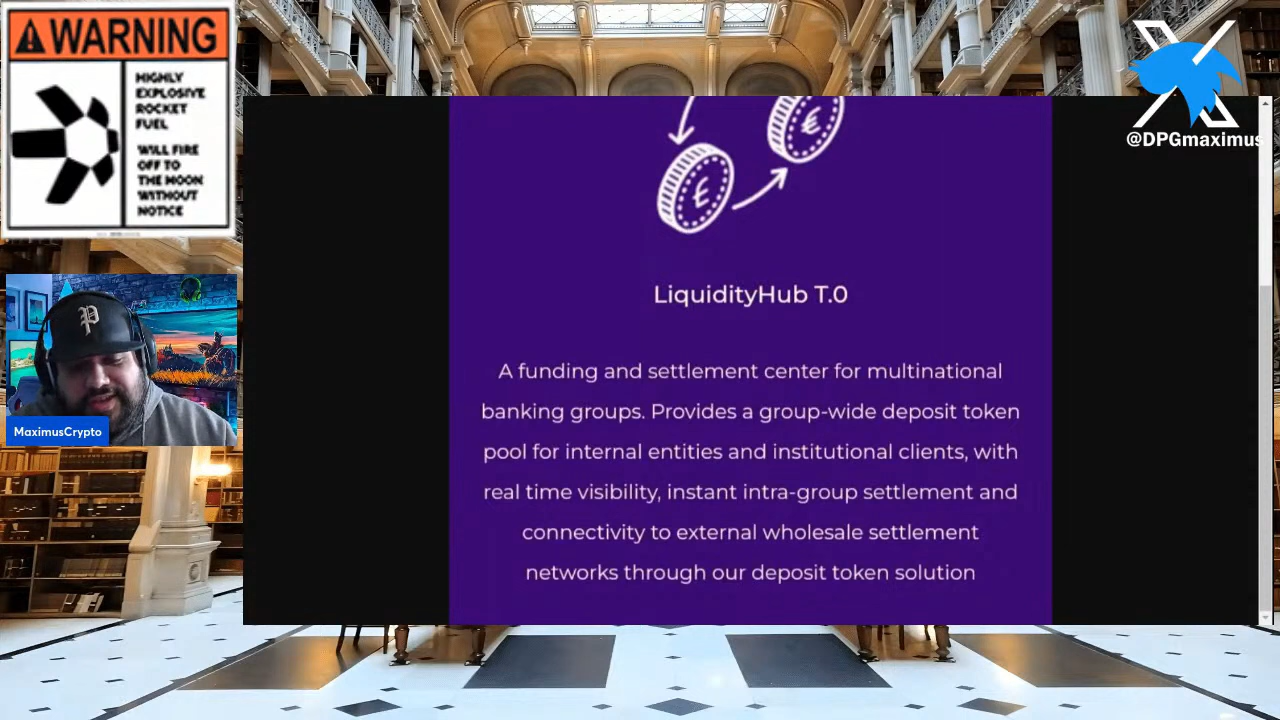 WARNING
HIGHLY
EXPLOSIVE
ROCKET
FUEL
WILL FIRE
OFF TO
THE MOON
WITHOUT
NOTICE
@DPGmaximus
£
€
LiquidityHub T.0
A funding and settlement center for multinational
banking groups. Provides a group-wide deposit token
pool for internal entities and institutional clients, with
real time visibility, instant intra-group settlement and
connectivity to external wholesale settlement
networks through our deposit token solution
P
MaximusCrypto